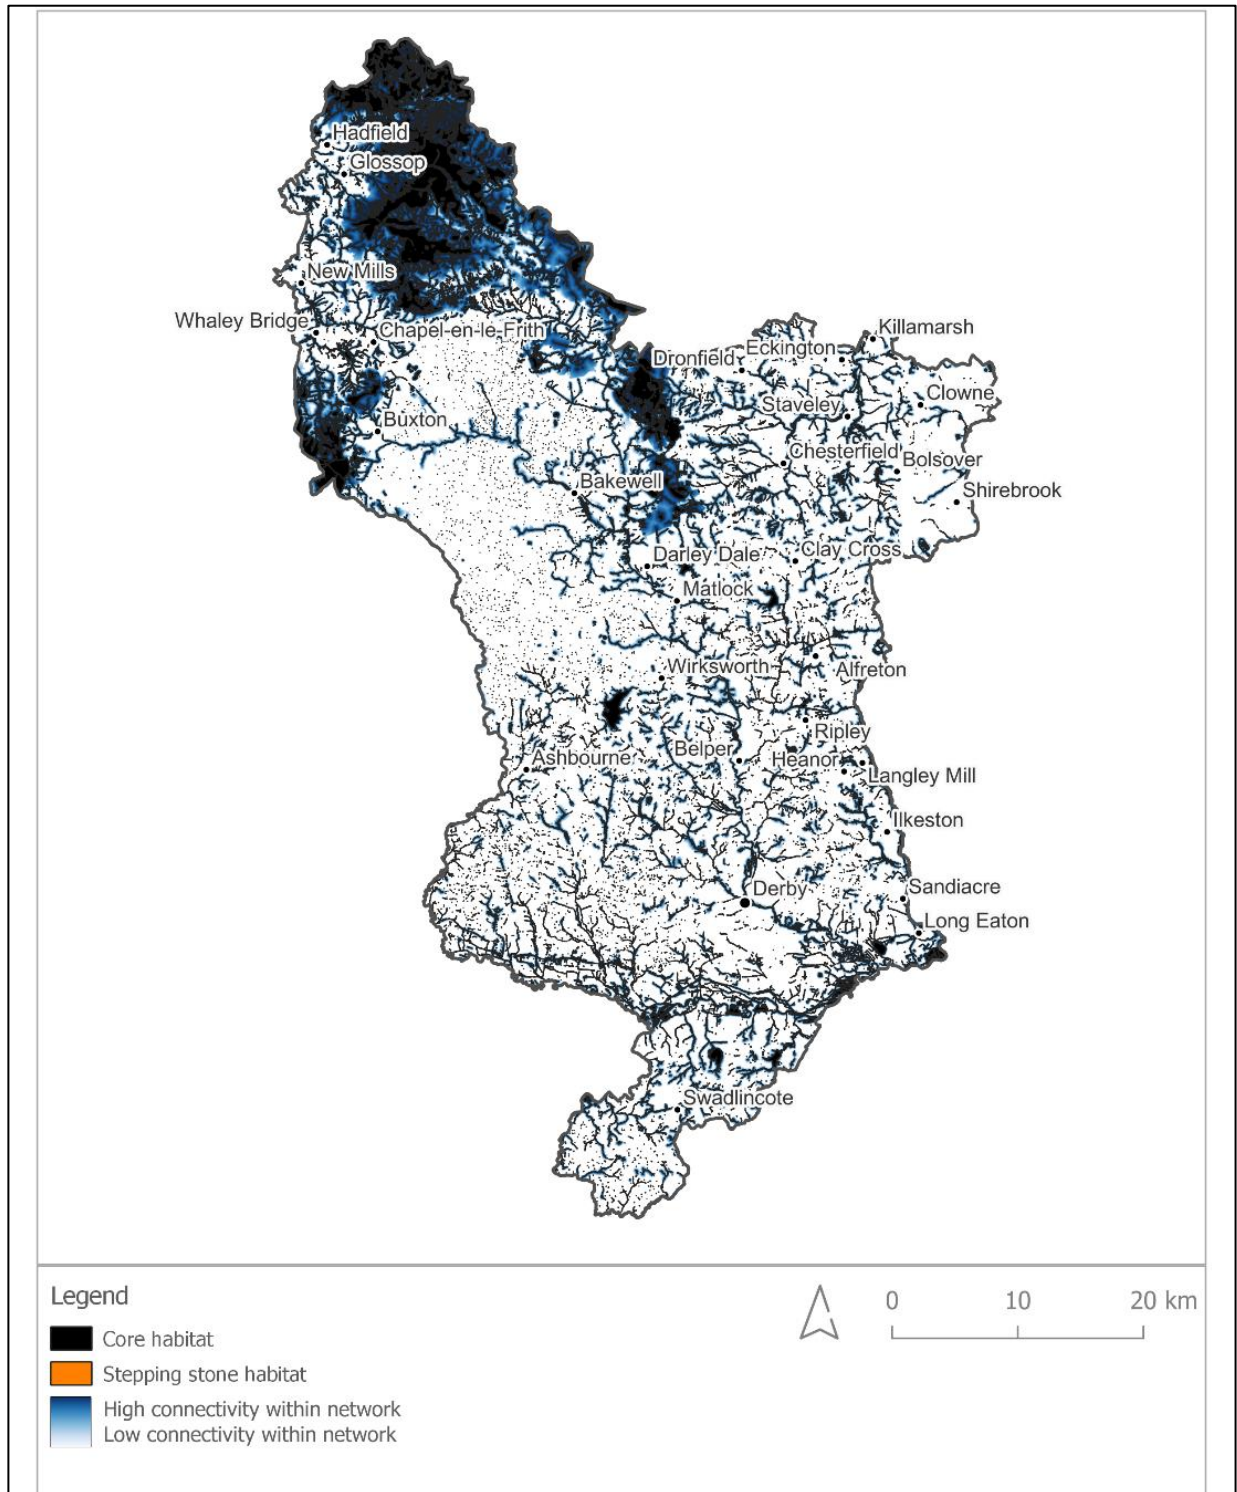 Hadfield
Glossop
New Mills
Whaley Bridge
Chapel-en-le-Frith
Killamarsh
Dronfield
Eckington
Clowne
Staveley
Buxton
Chesterfield
Bolsover
Bakewell
Shirebrook
Darley Dale
Clay Cross
Matlock
Wirksworth
Alfreton
Ripley
Belper
Ashbourne
Heanor
Langley Mill
Ilkeston
Derby
Sandiacre
Long Eaton
Swadlincote
Legend
Core habitat
Stepping stone habitat
High connectivity within network
Low connectivity within network
0 10 20 km